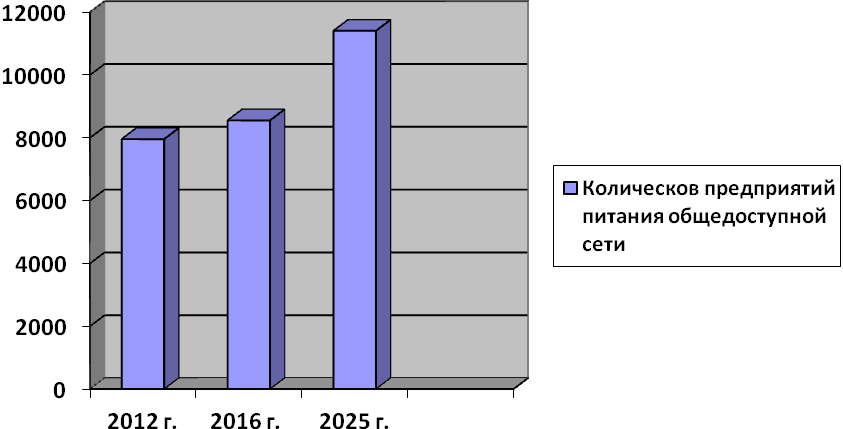 12000
10000
8000
6000
4000
2000
0
2012 г. 2016 г. 2025 г.
Колическов предприятий
питания общедоступной
сети